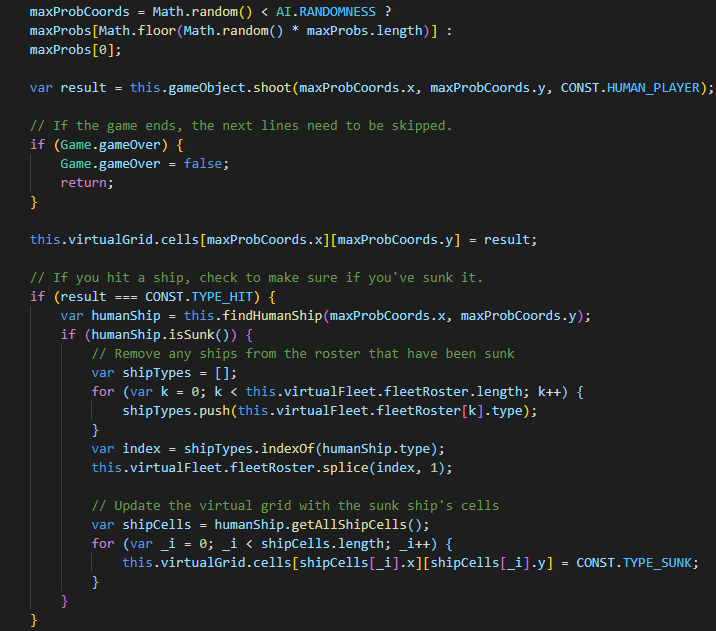 maxProbCoords = Math.random() < AI.RANDOMNESS ?
maxProbs[Math.floor(Math.random() * maxProbs.length)] :
maxProbs[0];
var result = this.gameObject.shoot(maxProbCoords.x, maxProbCoords.y, CONST.HUMAN_PLAYER);
// If the game ends, the next lines need to be skipped.
if (Game.gameOver) {
Game.gameOver = false;
return;
}
this.virtualGrid.cells[maxProbCoords.x][maxProbCoords.y] = result;
// If you hit a ship, check to make sure if you've sunk it.
if (result === CONST.TYPE_HIT) {
var humanShip = this.findHumanShip(maxProbCoords.x, maxProbCoords.y);
if (humanShip.isSunk()) {
// Remove any ships from the roster that have been sunk
var shipTypes = [];
for (var k = 0; k < this.virtualFleet.fleetRoster.length; k++) {
shipTypes.push(this.virtualFleet.fleetRoster[k].type);
}
var index = shipTypes.indexOf(humanShip.type);
this.virtualFleet.fleetRoster.splice(index, 1);
// Update the virtual grid with the sunk ship's cells
var shipCells = humanShip.getAllShipCells();
for (var _i = 0; _i < shipCells.length; _i++) {
this.virtualGrid.cells[shipCells[_i].x][shipCells[_i].y] = CONST.TYPE_SUNK;
}
}
}